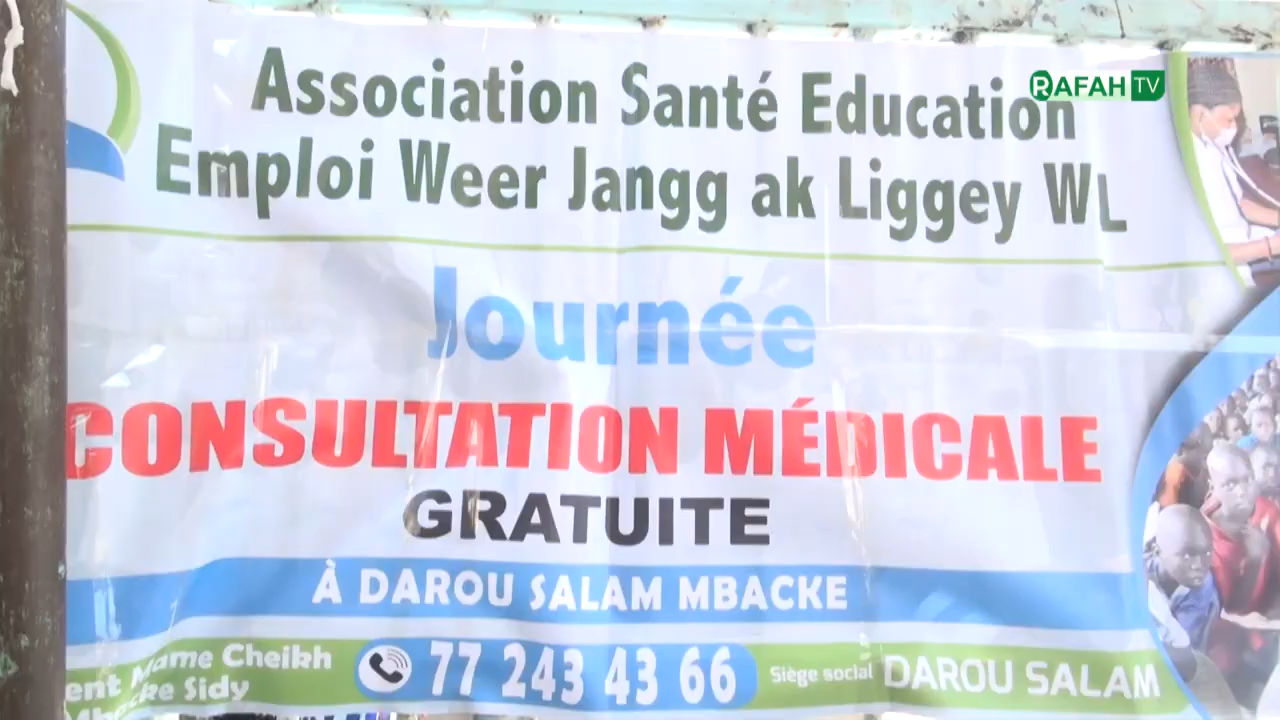 RAFAH TV
Association Santé Education
Emploi Weer Jangg ak Liggey WL
Journée
CONSULTATION MÉDICALE
GRATUITE
À DAROU SALAM MBACKE
Mame Cheikh
Sidy
77 243 43 66
Siège social DAROU SALAM